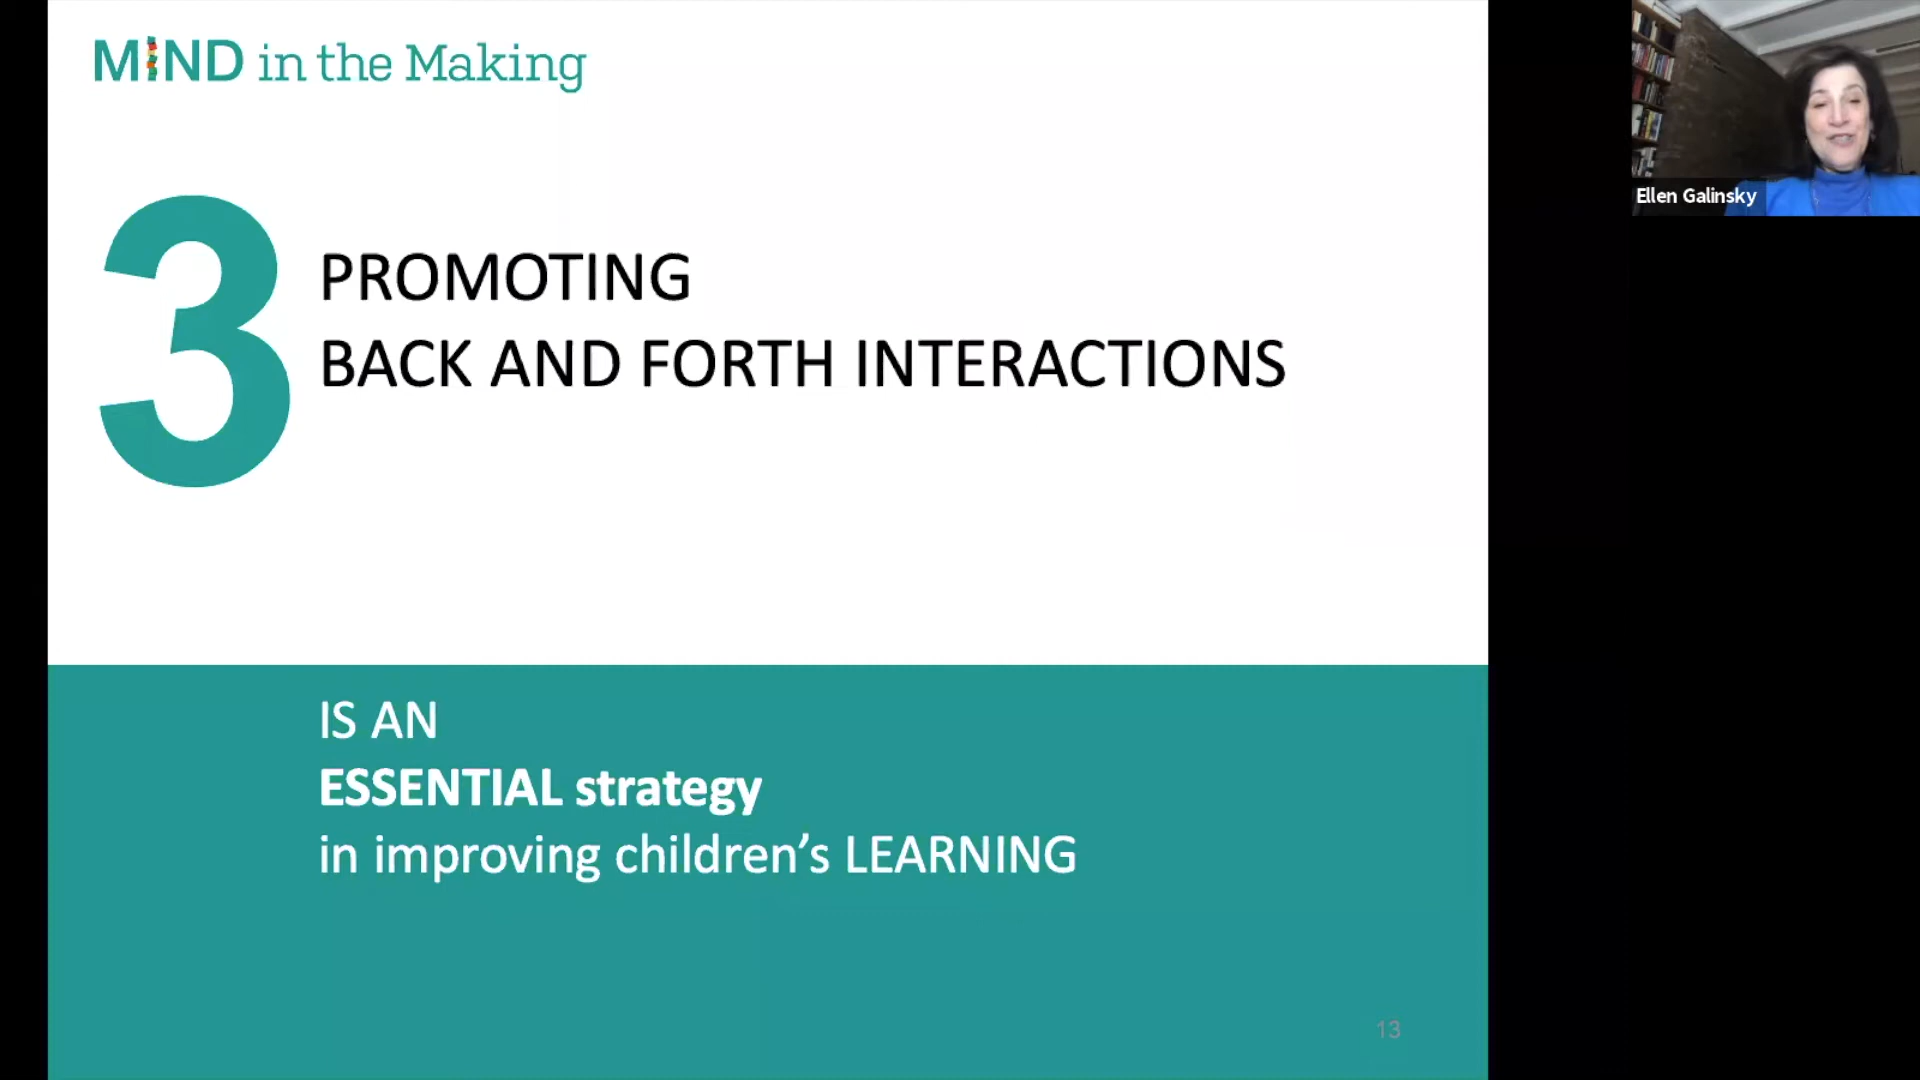 MIND in the Making
3
PROMOTING
BACK AND FORTH INTERACTIONS
IS AN
ESSENTIAL strategy
in improving children’s LEARNING
13
Ellen Galinsky